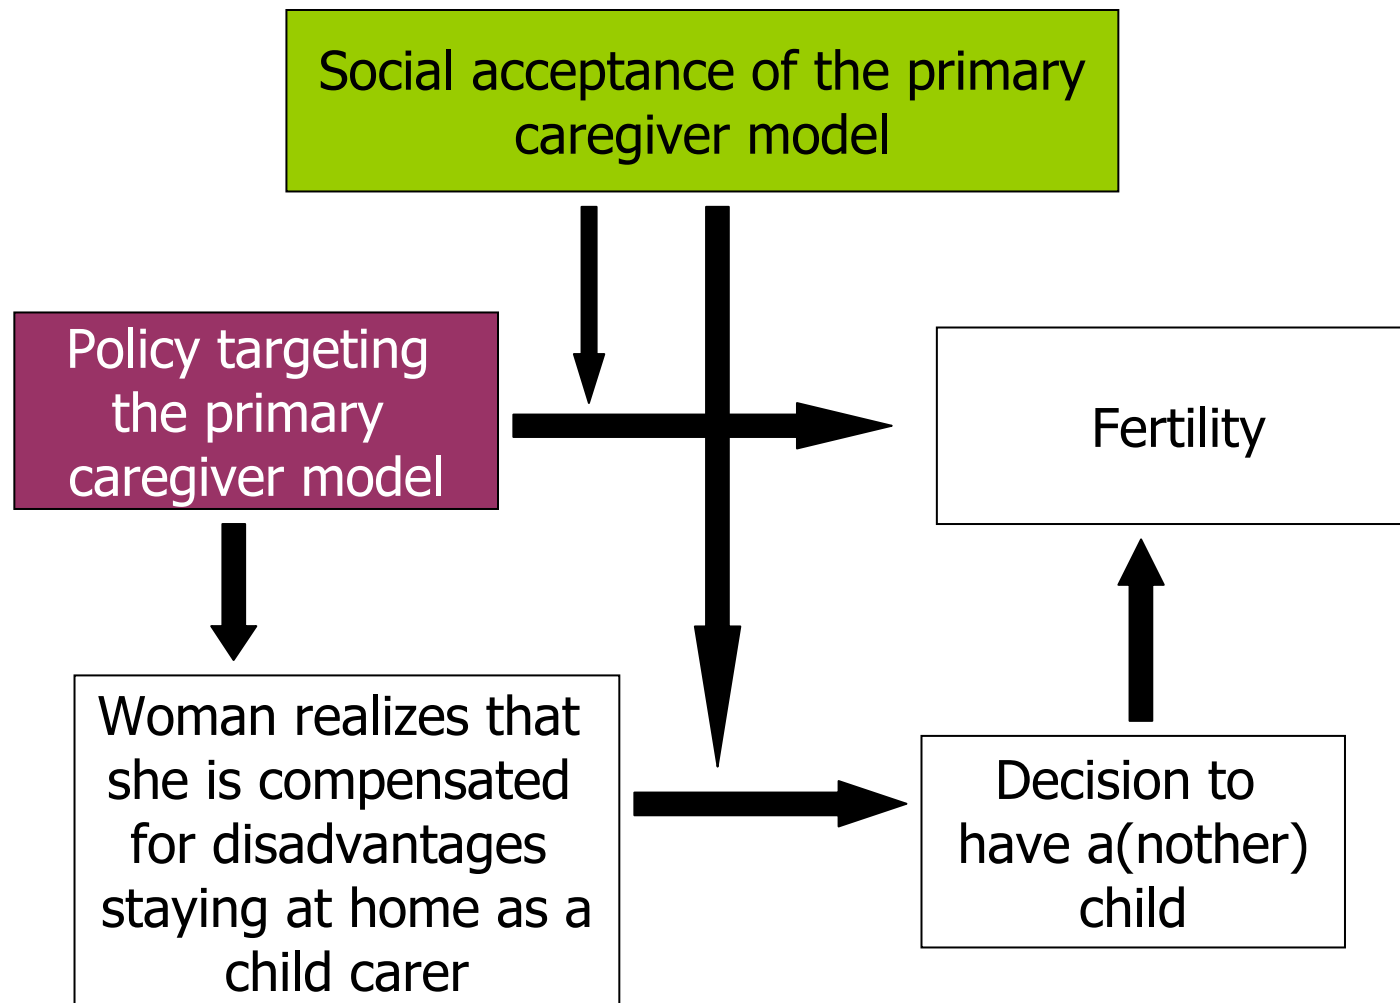 Social acceptance of the primary
caregiver model
Policy targeting
the primary
caregiver model
Fertility
Woman realizes that
she is compensated
for disadvantages
staying at home as a
child carer
Decision to
have a(nother)
child